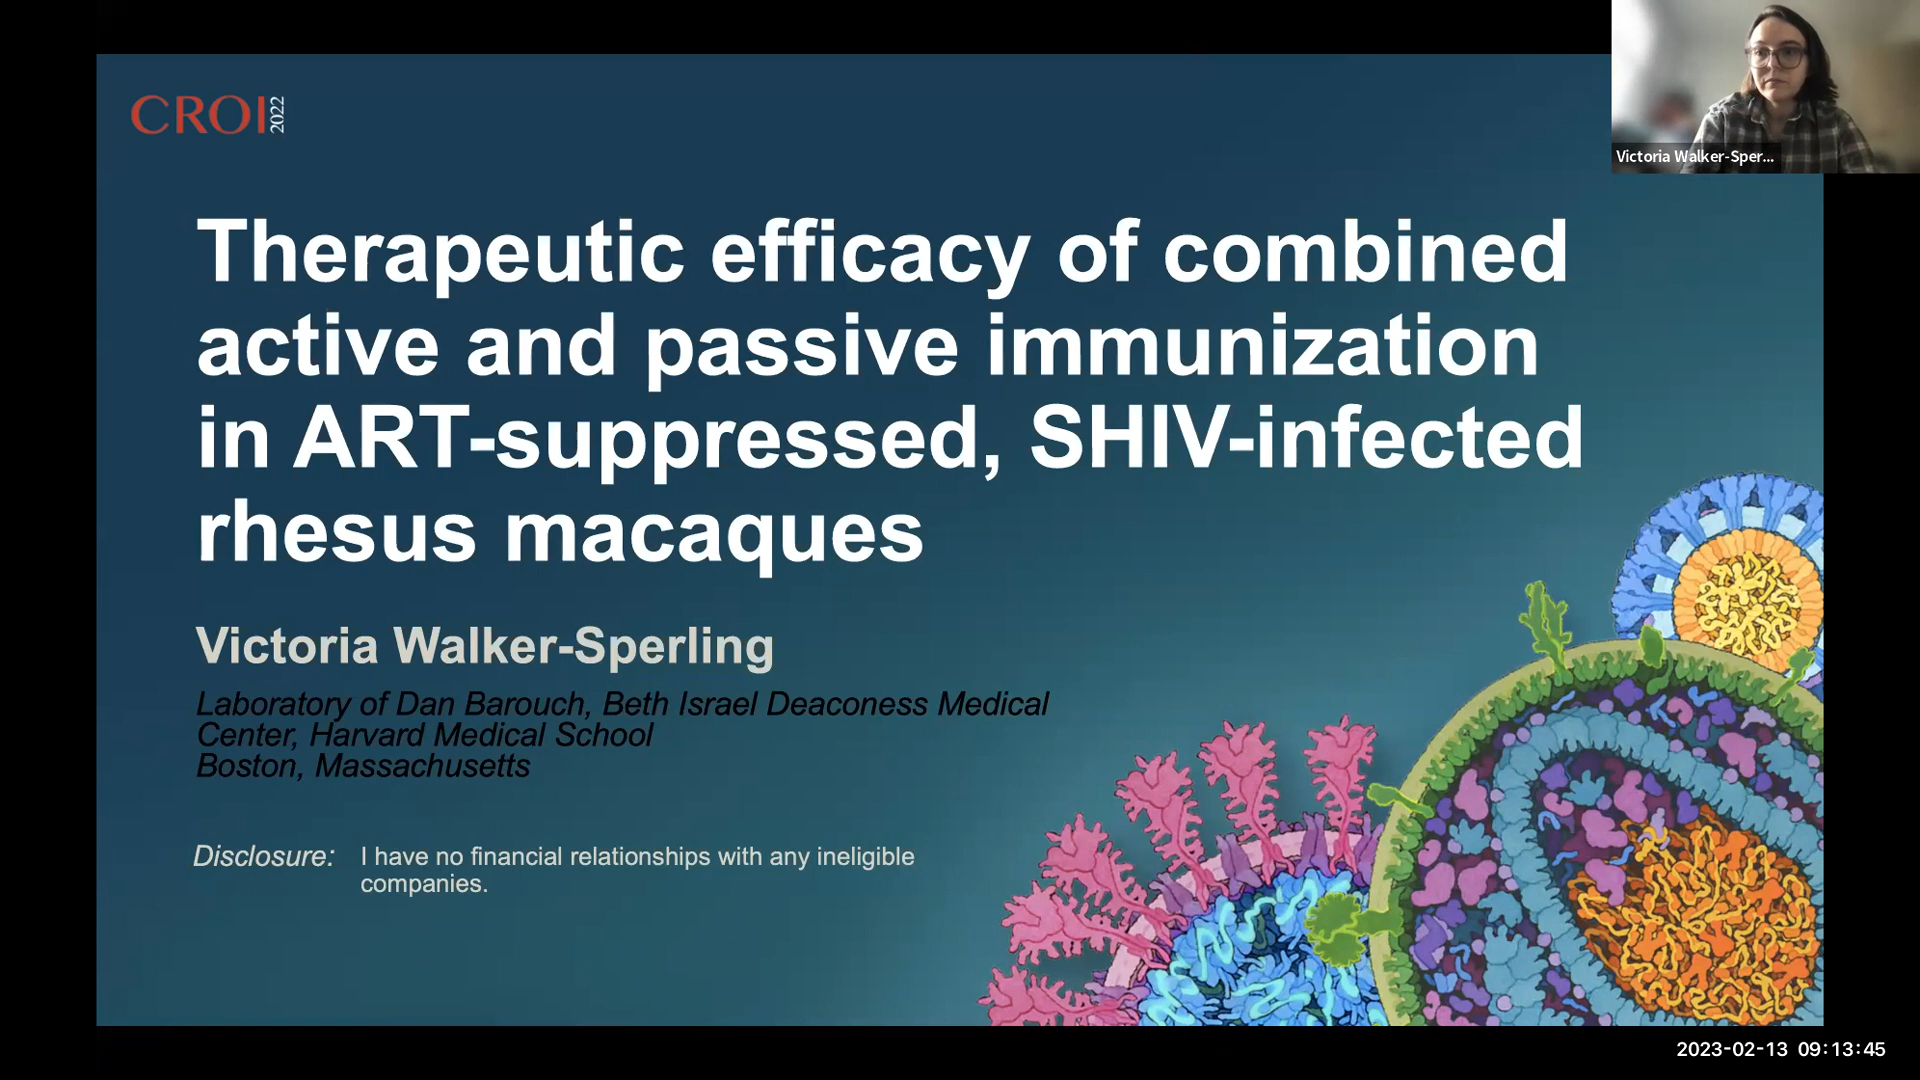 CROI 2022
Victoria Walker-Sper...
Therapeutic efficacy of combined
active and passive immunization
in ART-suppressed, SHIV-infected
rhesus macaques
Victoria Walker-Sperling
Laboratory of Dan Barouch, Beth Israel Deaconess Medical
Center, Harvard Medical School
Boston, Massachusetts
Disclosure: I have no financial relationships with any ineligible
companies.
2023-02-13 09:13:45